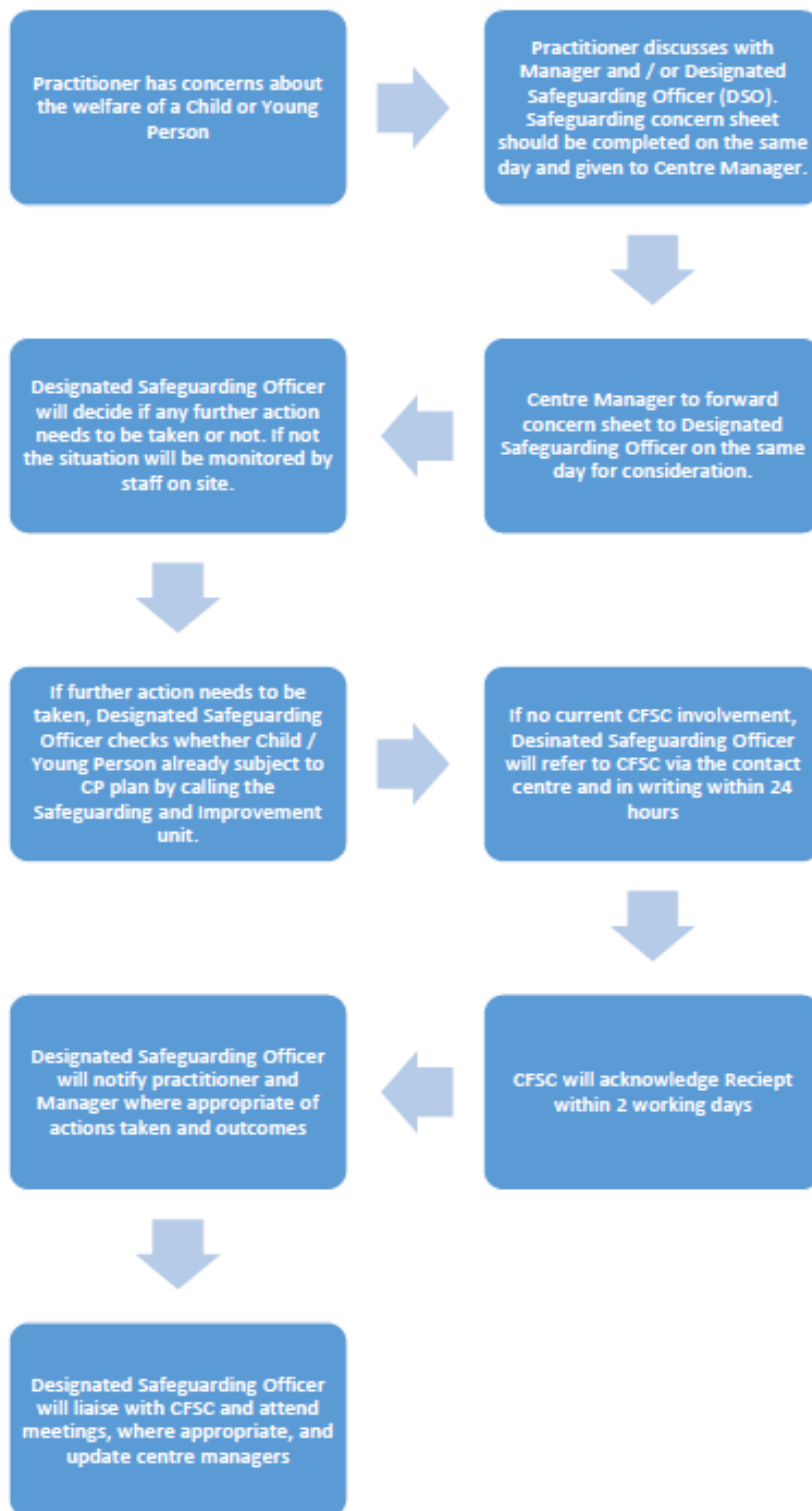 Practitioner has concerns about
the welfare of a Child or Young
Person
Practitioner discusses with
Manager and / or Designated
Safeguarding Officer (DSO).
Safeguarding concern sheet
should be completed on the same
day and given to Centre Manager.
Centre Manager to forward
concern sheet to Designated
Safeguarding Officer on the same
day for consideration.
Designated Safeguarding Officer
will decide if any further action
needs to be taken or not. If not
the situation will be monitored by
staff on site.
If further action needs to be
taken, Designated Safeguarding
Officer checks whether Child /
Young Person already subject to
CP plan by calling the
Safeguarding and Improvement
unit.
If no current CFSC involvement,
Desinated Safeguarding Officer
will refer to CFSC via the contact
centre and in writing within 24
hours
CFSC will acknowledge Reciept
within 2 working days
Designated Safeguarding Officer
will notify practitioner and
Manager where appropriate of
actions taken and outcomes
Designated Safeguarding Officer
will liaise with CFSC and attend
meetings, where appropriate, and
update centre managers